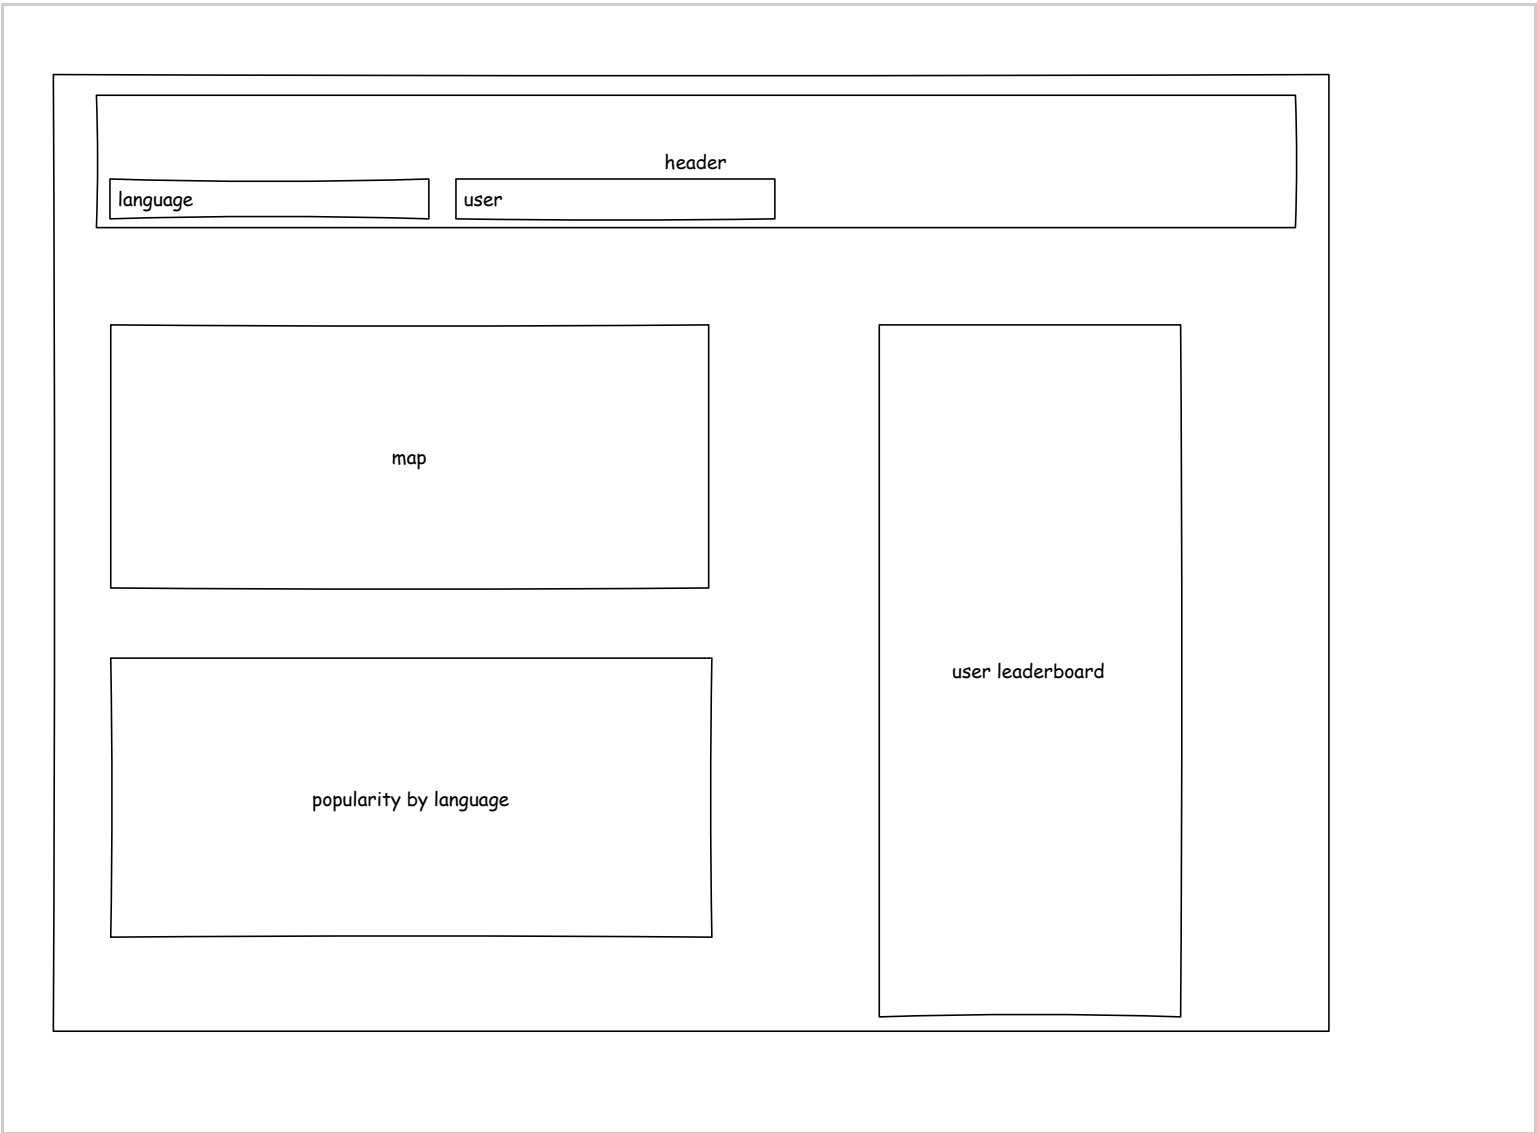 header
language
user
map
user leaderboard
popularity by language